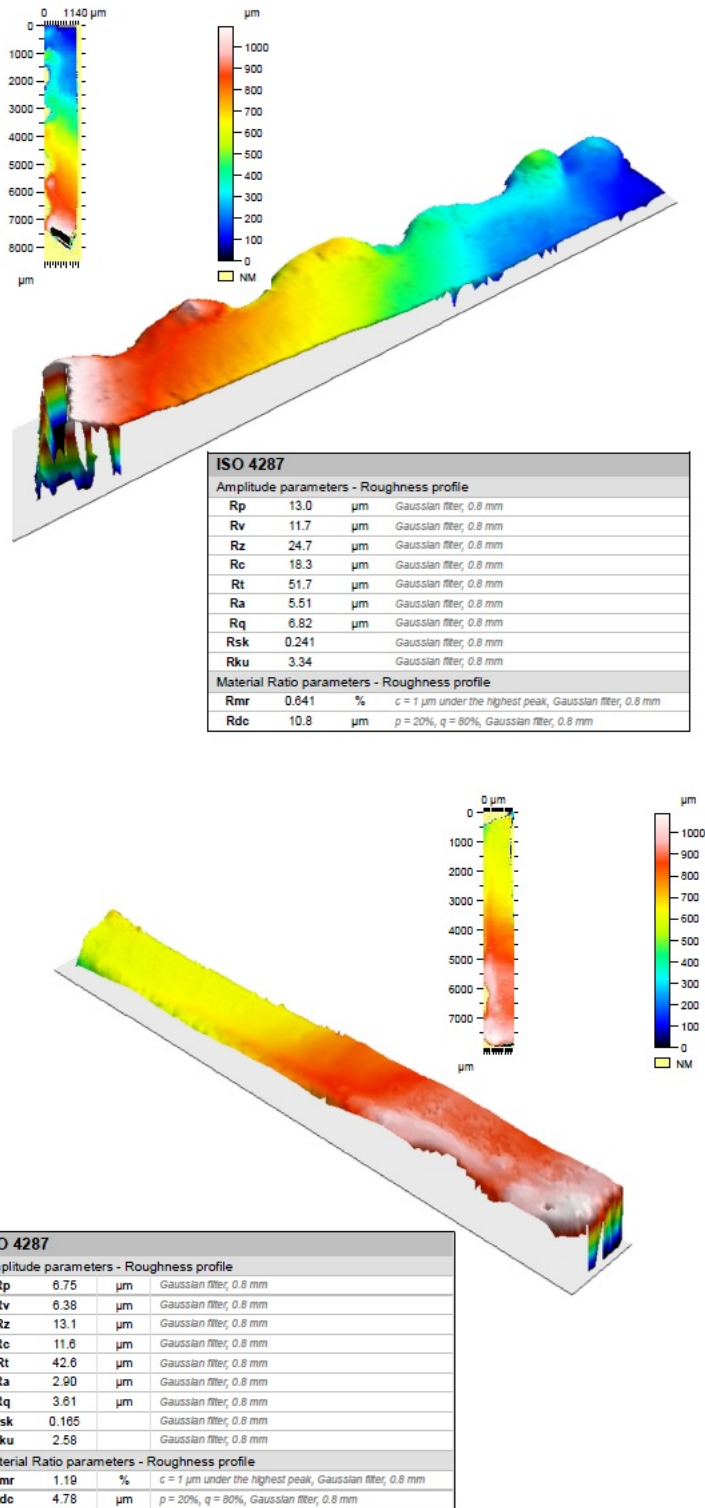 0 1140 µm
0
1000
2000
3000
4000
5000
6000
7000
8000
µm
µm
1000
900
800
700
600
500
400
300
200
100
0
NM
ISO 4287
Amplitude parameters - Roughness profile
Rp 13.0 µm Gaussian filter, 0.8 mm
Rv 11.7 µm Gaussian filter, 0.8 mm
Rz 24.7 µm Gaussian filter, 0.8 mm
Rc 18.3 µm Gaussian filter, 0.8 mm
Rt 51.7 µm Gaussian filter, 0.8 mm
Ra 5.51 µm Gaussian filter, 0.8 mm
Rq 6.82 µm Gaussian filter, 0.8 mm
Rsk 0.241 Gaussian filter, 0.8 mm
Rku 3.34 Gaussian filter, 0.8 mm
Material Ratio parameters - Roughness profile
Rmr 0.641 % c = 1 µm under the highest peak, Gaussian filter, 0.8 mm
Rdc 10.8 µm p = 20%, q = 80%, Gaussian filter, 0.8 mm
0 µm
0
1000
2000
3000
4000
5000
6000
7000
µm
µm
1000
900
800
700
600
500
400
300
200
100
0
NM
O 4287
plitude parameters - Roughness profile
Rp 6.75 µm Gaussian filter, 0.8 mm
Rv 6.38 µm Gaussian filter, 0.8 mm
Rz 13.1 µm Gaussian filter, 0.8 mm
Rc 11.6 µm Gaussian filter, 0.8 mm
Rt 42.6 µm Gaussian filter, 0.8 mm
Ra 2.90 µm Gaussian filter, 0.8 mm
Rq 3.61 µm Gaussian filter, 0.8 mm
sk 0.165 Gaussian filter, 0.8 mm
ku 2.58 Gaussian filter, 0.8 mm
terial Ratio parameters - Roughness profile
mr 1.19 % c = 1 µm under the highest peak, Gaussian filter, 0.8 mm
dc 4.78 µm p = 20%, q = 80%, Gaussian filter, 0.8 mm